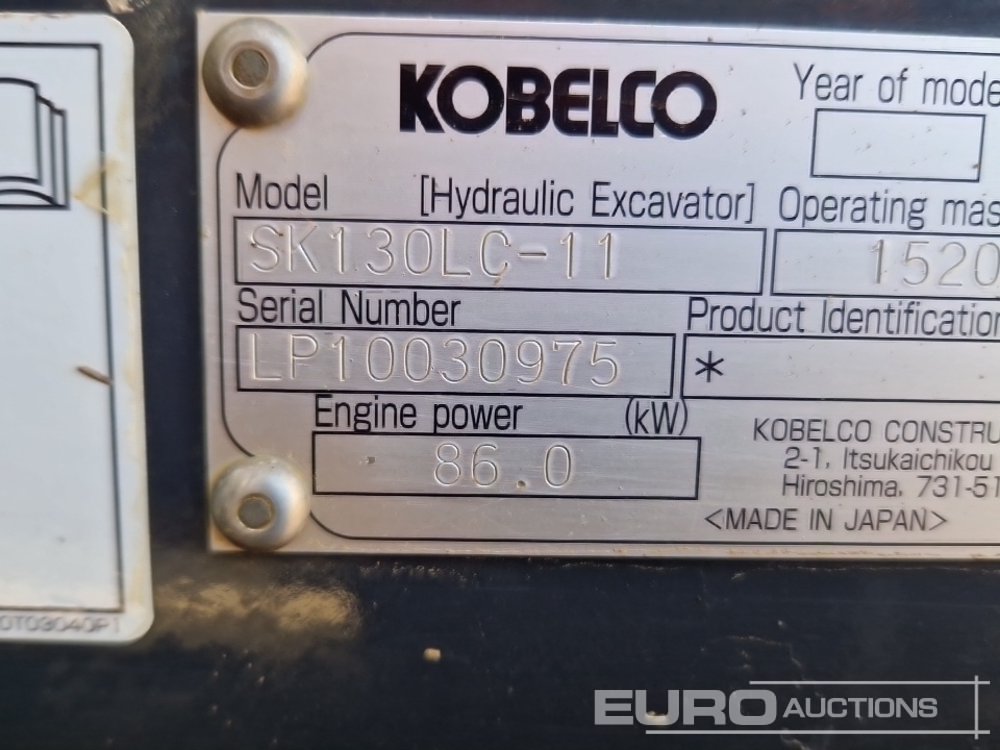 KOBELCO
Year of mode
Model [Hydraulic Excavator] Operating mas
SK130LC-11 1520
Serial Number Product Identification
LP10030975 *
Engine power (kW)
86.0
KOBELCO CONSTRU
2-1, Itsukaichikou
Hiroshima, 731-51
<MADE IN JAPAN>
0T03040P1
EURO AUCTIONS